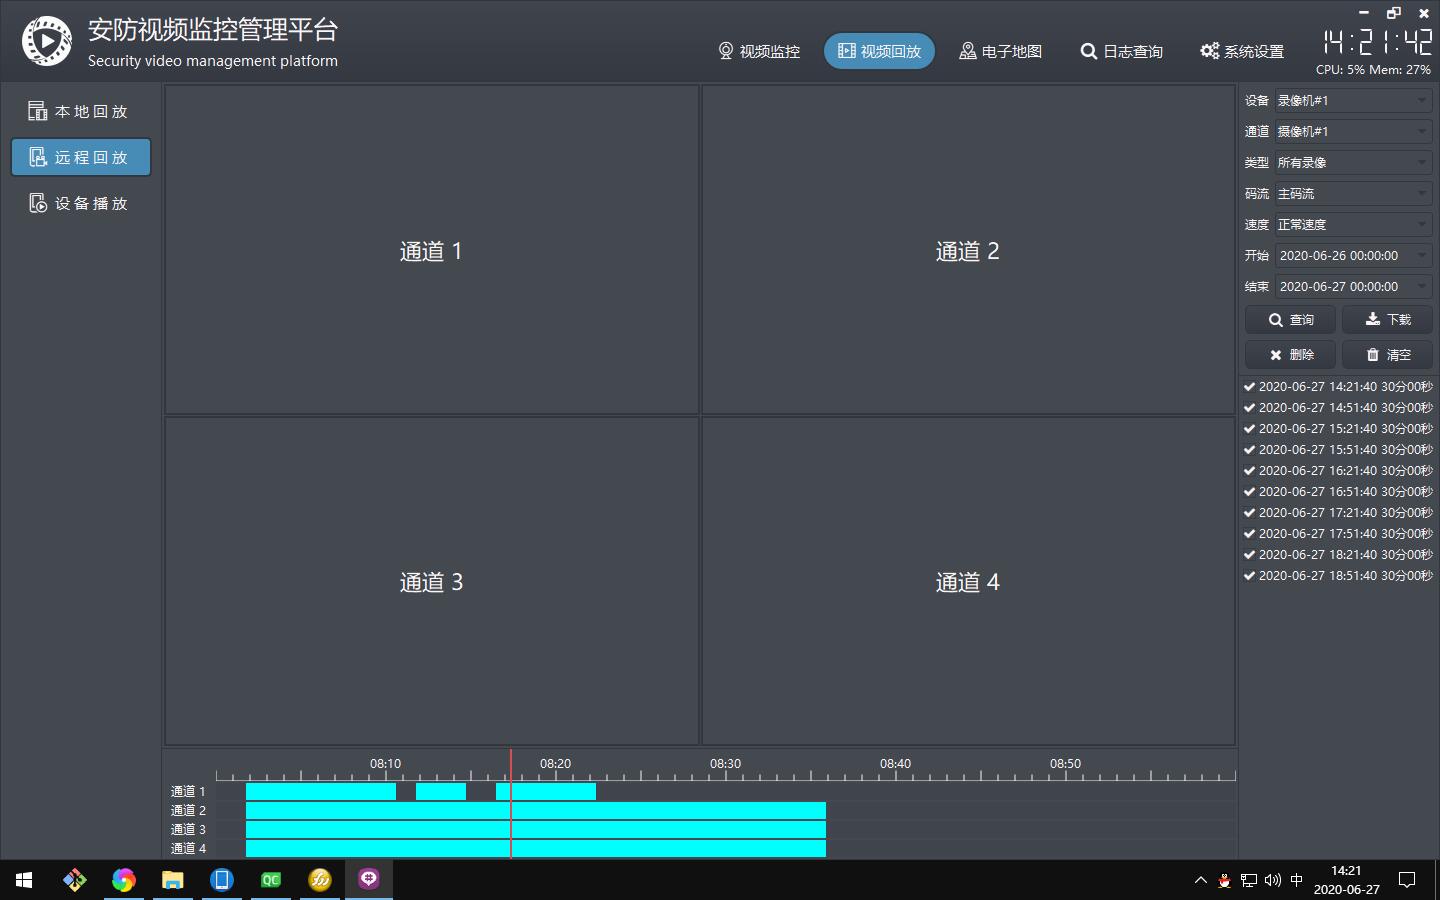 安防视频监控管理平台
Security video management platform
视频监控
视频回放
电子地图
日志查询
系统设置
14:21:42
CPU: 5% Mem: 27%
本地回放
远程回放
设备播放
通道 1
通道 2
通道 3
通道 4
设备 录像机#1
通道 摄像机#1
类型 所有录像
码流 主码流
速度 正常速度
开始 2020-06-26 00:00:00
结束 2020-06-27 00:00:00
查询 下载
删除 清空
2020-06-27 14:21:40 30分00秒
2020-06-27 14:51:40 30分00秒
2020-06-27 15:21:40 30分00秒
2020-06-27 15:51:40 30分00秒
2020-06-27 16:21:40 30分00秒
2020-06-27 16:51:40 30分00秒
2020-06-27 17:21:40 30分00秒
2020-06-27 17:51:40 30分00秒
2020-06-27 18:21:40 30分00秒
2020-06-27 18:51:40 30分00秒
08:10 08:20 08:30 08:40 08:50
通道 1
通道 2
通道 3
通道 4
QC
中
14:21
2020-06-27